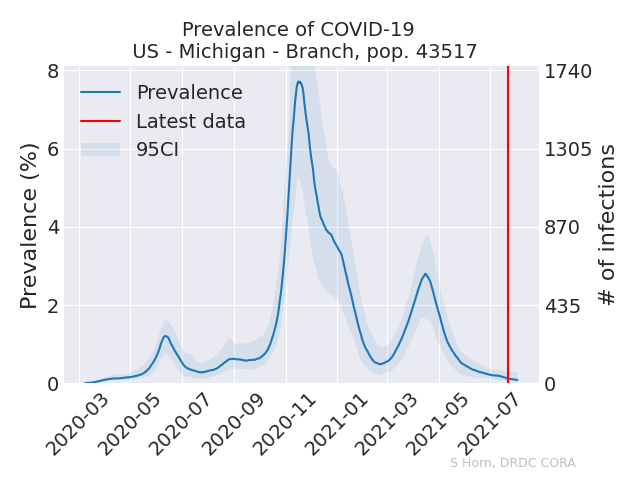 Prevalence of COVID-19
US - Michigan - Branch, pop. 43517
Prevalence
Latest data
95CI
Prevalence (%)
8
6
4
2
0
1740
1305
870
435
0
# of infections
2020-03
2020-05
2020-07
2020-09
2020-11
2021-01
2021-03
2021-05
2021-07
S Horn, DRDC CORA